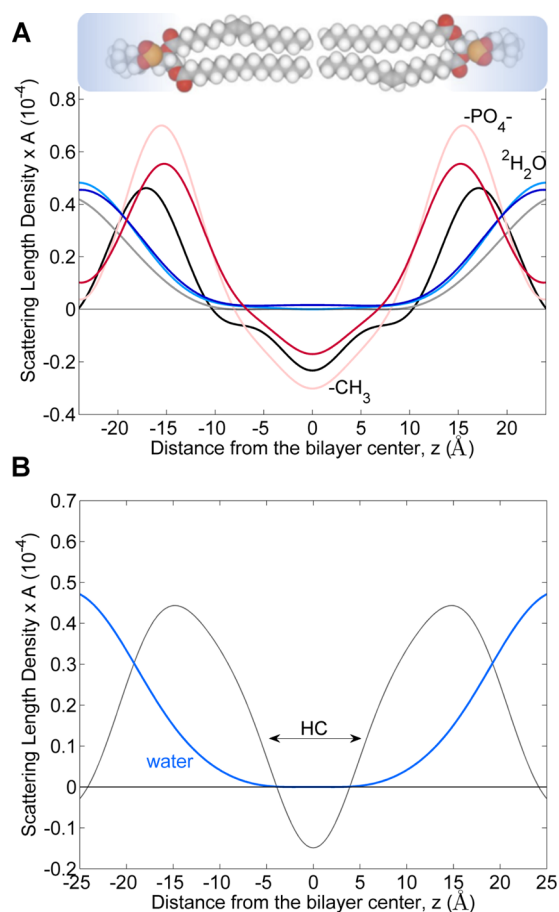 A
0.8
0.6
0.4
0.2
0
-0.2
-0.4
Scattering Length Density x A (10-4)
-PO4-
2H2O
-CH3
-20 -15 -10 -5 0 5 10 15 20
Distance from the bilayer center, z (Å)
B
0.7
0.6
0.5
0.4
0.3
0.2
0.1
0
-0.1
-0.2
Scattering Length Density x A (10-4)
HC
water
-25 -20 -15 -10 -5 0 5 10 15 20 25
Distance from the bilayer center, z (Å)